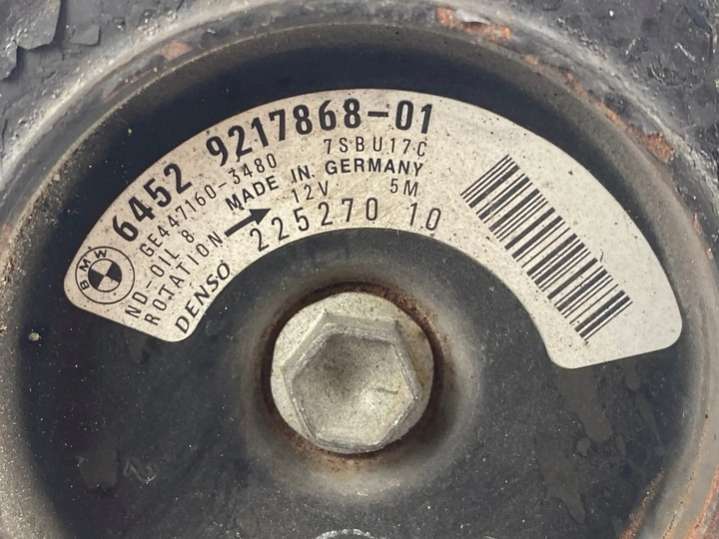 BMW
6452 9217868-01
GE447160-3480 7SBU17C
ND-OIL 8 MADE IN GERMANY
ROTATION → 12V 5M
DENSO 225270 10